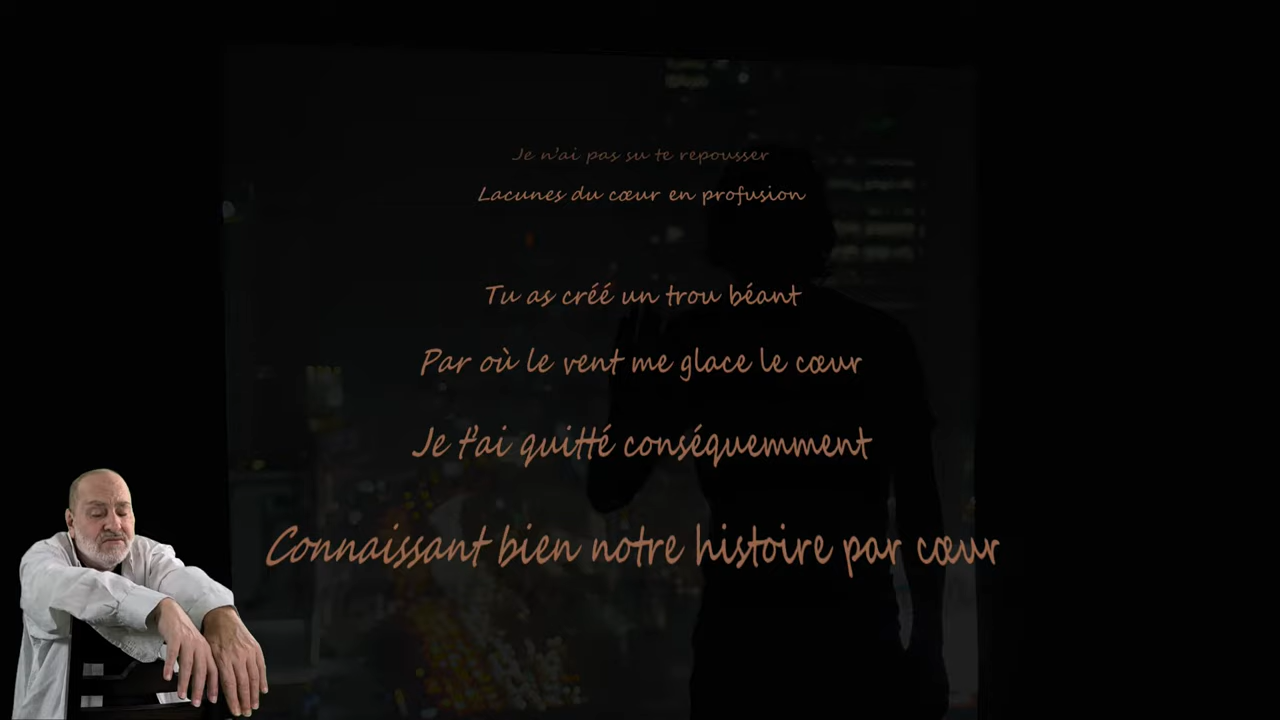 Je n'ai pas su te repousser
Lacunes du cœur en profusion
Tu as créé un trou béant
Par où le vent me glace le cœur
Je t'ai quitté conséquemment
Connaissant bien notre histoire par cœur